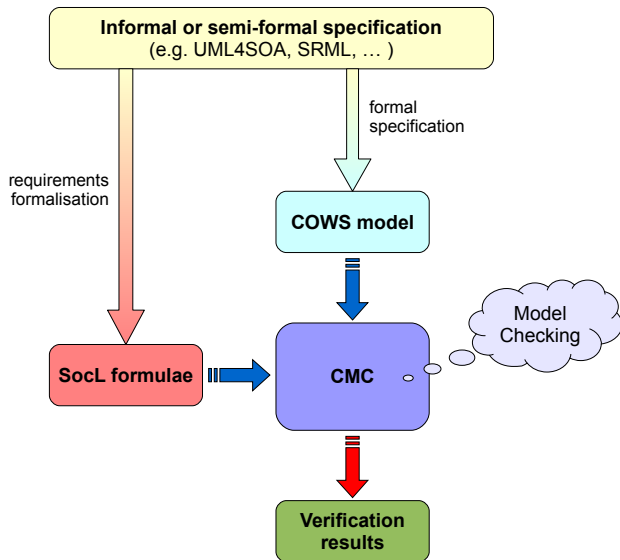 Informal or semi-formal specification
(e.g. UML4SOA, SRML, … )
formal
specification
requirements
formalisation
COWS model
Model
Checking
SocL formulae
CMC
Verification
results